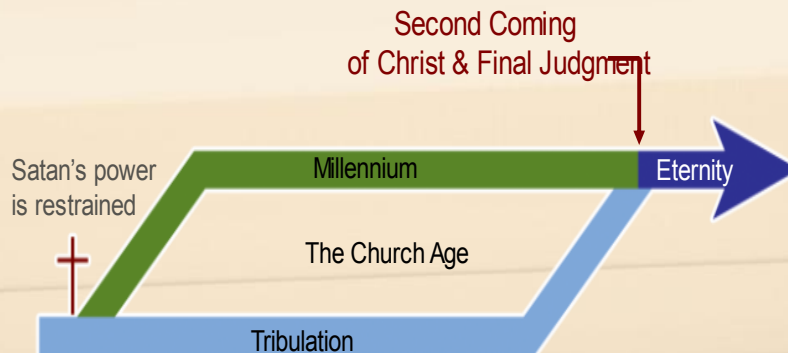 Second Coming
of Christ & Final Judgment
Satan's power
is restrained
Millennium
Eternity
The Church Age
Tribulation